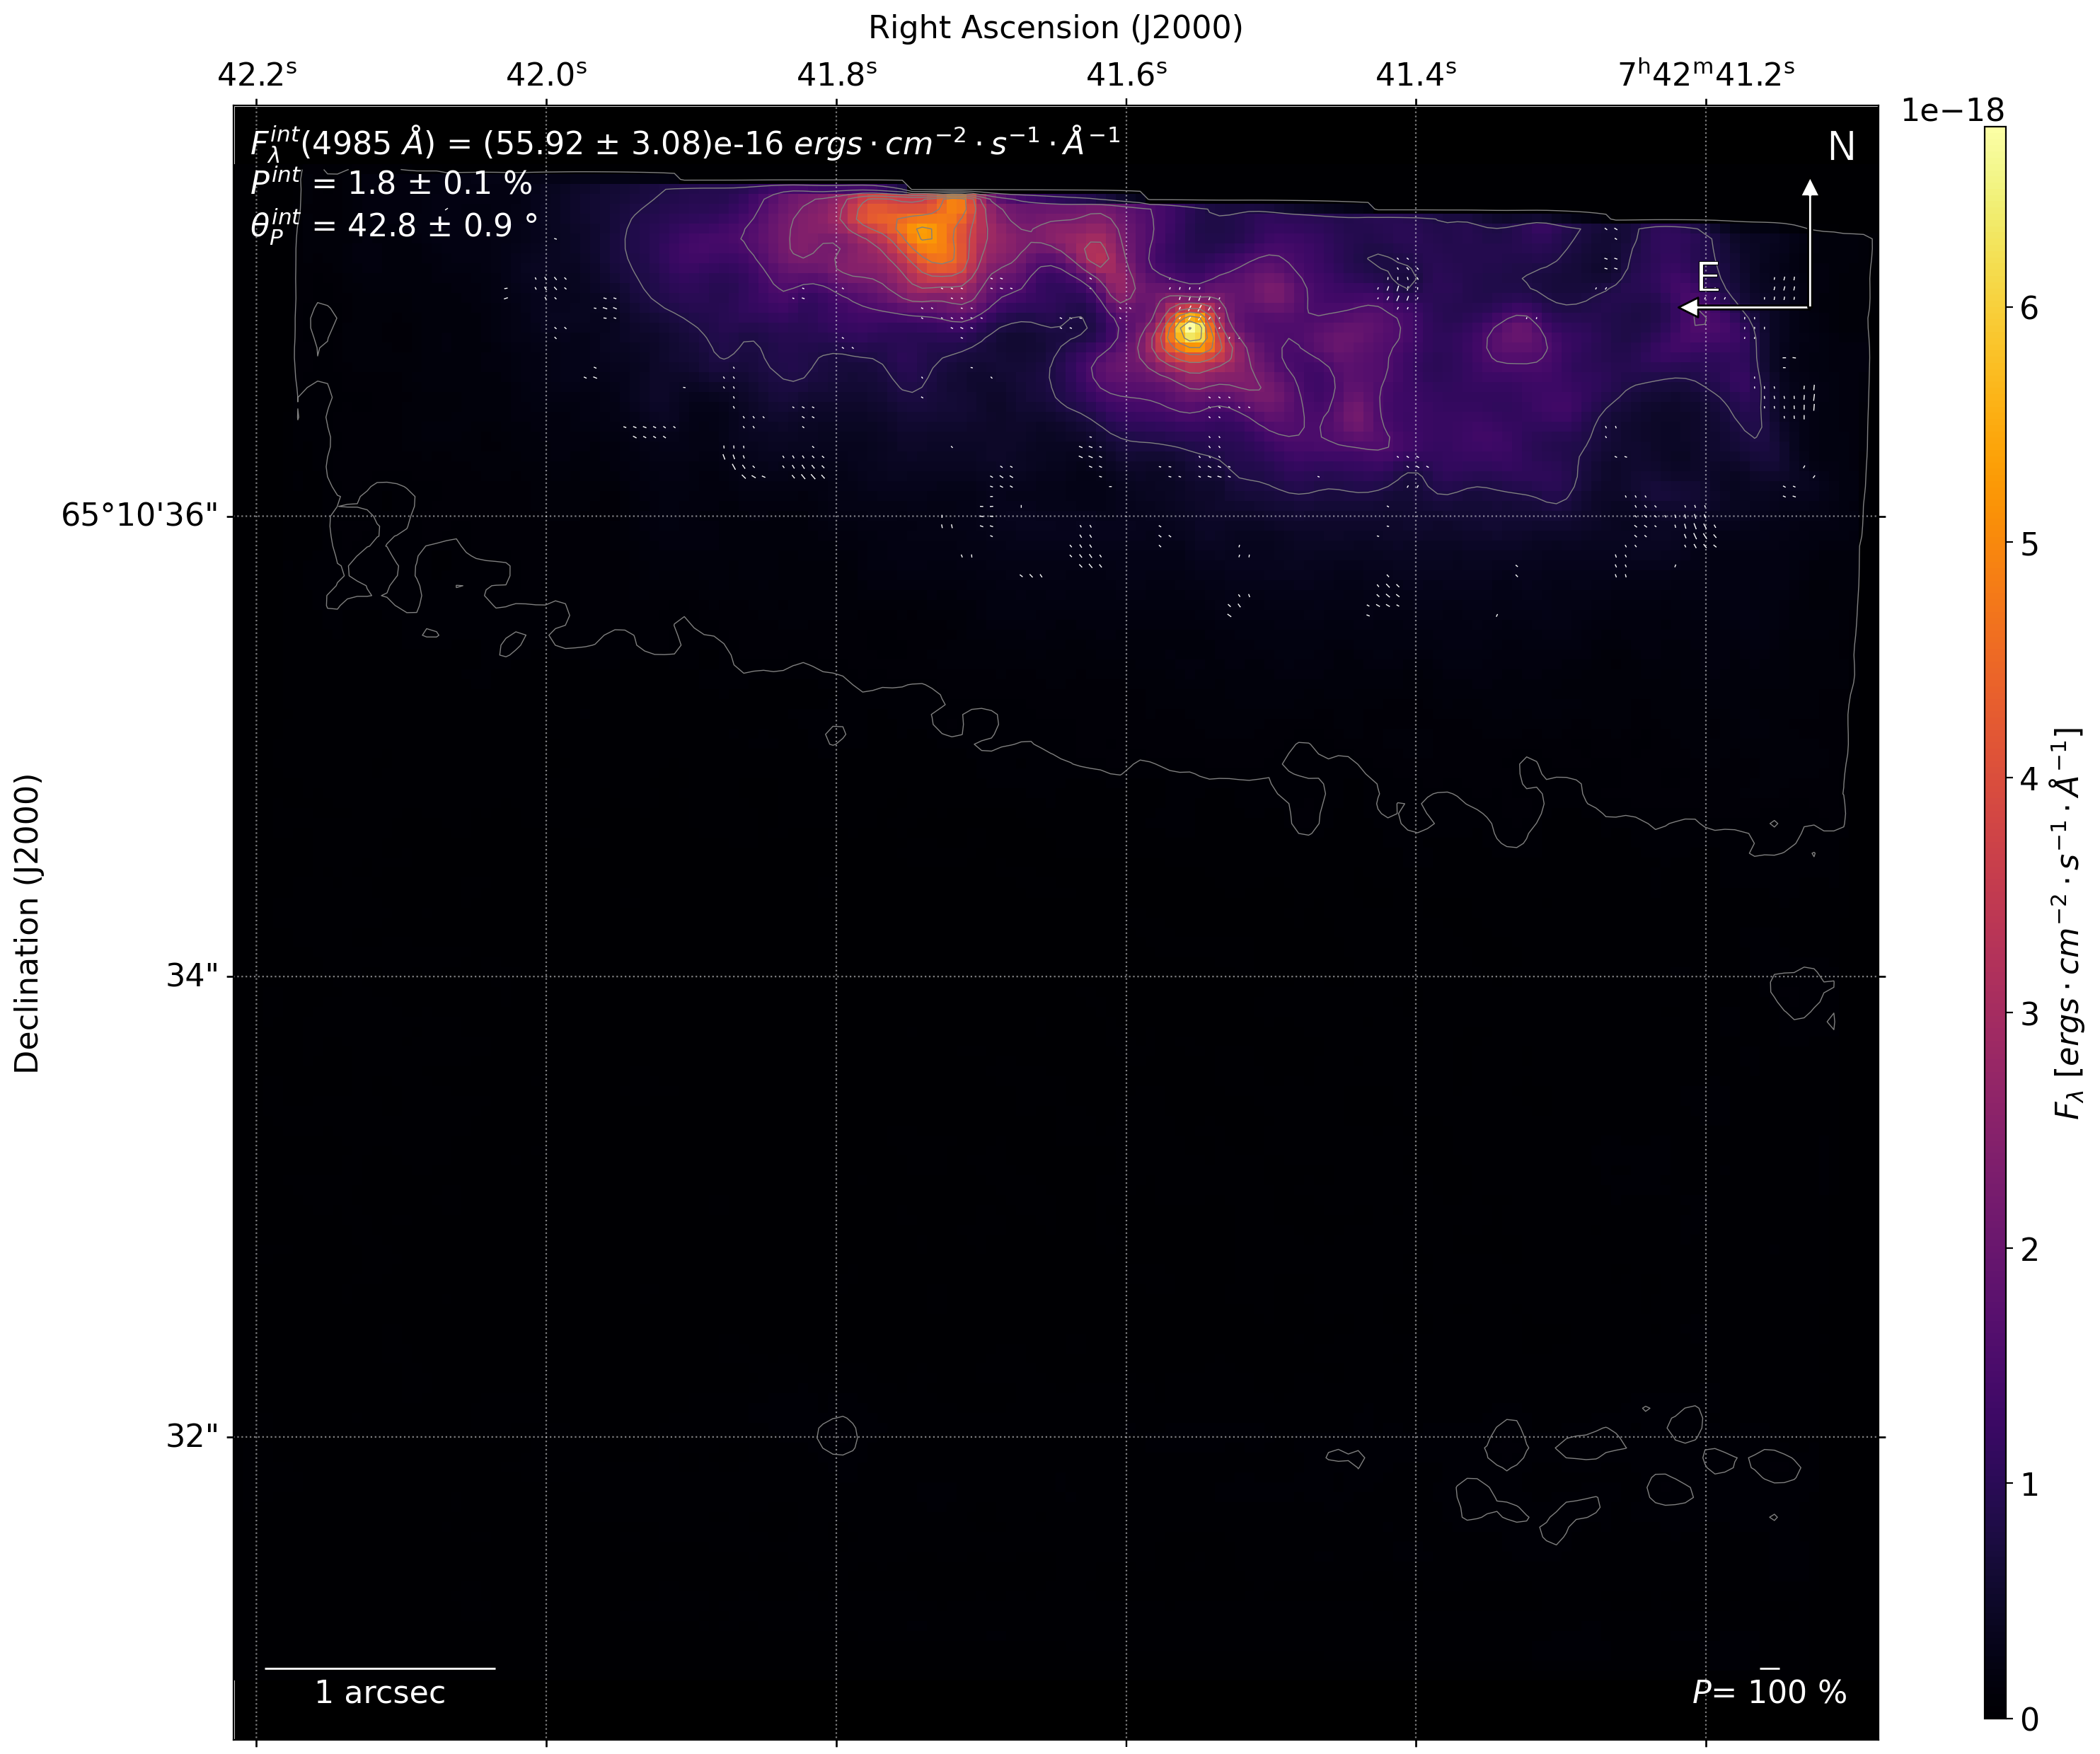 Right Ascension (J2000)
42.2ˢ 42.0ˢ 41.8ˢ 41.6ˢ 41.4ˢ 7ʰ42ᵐ41.2ˢ
1e−18
F_λ^int(4985 Å) = (55.92 ± 3.08)e-16 ergs · cm⁻² · s⁻¹ · Å⁻¹
P^int = 1.8 ± 0.1 %
θ_P^int = 42.8 ± 0.9 °
N
E
65°10'36"
34"
32"
Declination (J2000)
6
5
4
3
2
1
0
F_λ [ergs · cm⁻² · s⁻¹ · Å⁻¹]
1 arcsec
P= 100 %